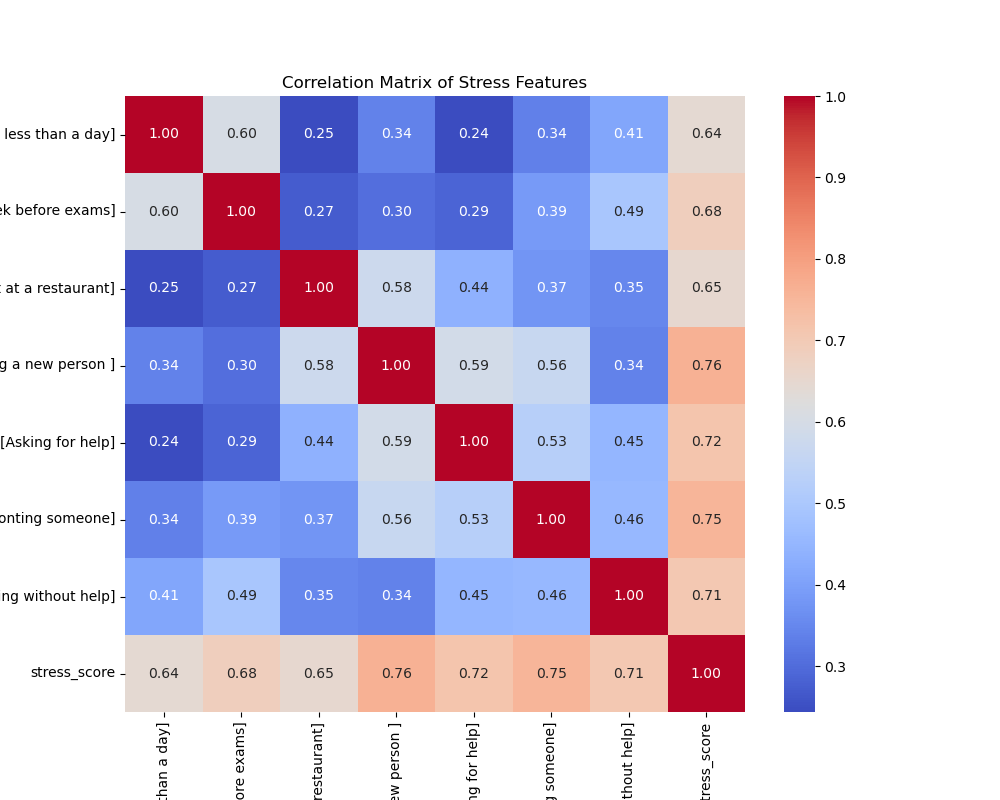 Correlation Matrix of Stress Features
less than a day] 1.00 0.60 0.25 0.34 0.24 0.34 0.41 0.64
before exams] 0.60 1.00 0.27 0.30 0.29 0.39 0.49 0.68
at a restaurant] 0.25 0.27 1.00 0.58 0.44 0.37 0.35 0.65
a new person ] 0.34 0.30 0.58 1.00 0.59 0.56 0.34 0.76
[Asking for help] 0.24 0.29 0.44 0.59 1.00 0.53 0.45 0.72
onting someone] 0.34 0.39 0.37 0.56 0.53 1.00 0.46 0.75
ing without help] 0.41 0.49 0.35 0.34 0.45 0.46 1.00 0.71
stress_score 0.64 0.68 0.65 0.76 0.72 0.75 0.71 1.00
than a day]
ore exams]
restaurant]
ew person ]
ng for help]
g someone]
thout help]
tress_score
1.0
0.9
0.8
0.7
0.6
0.5
0.4
0.3